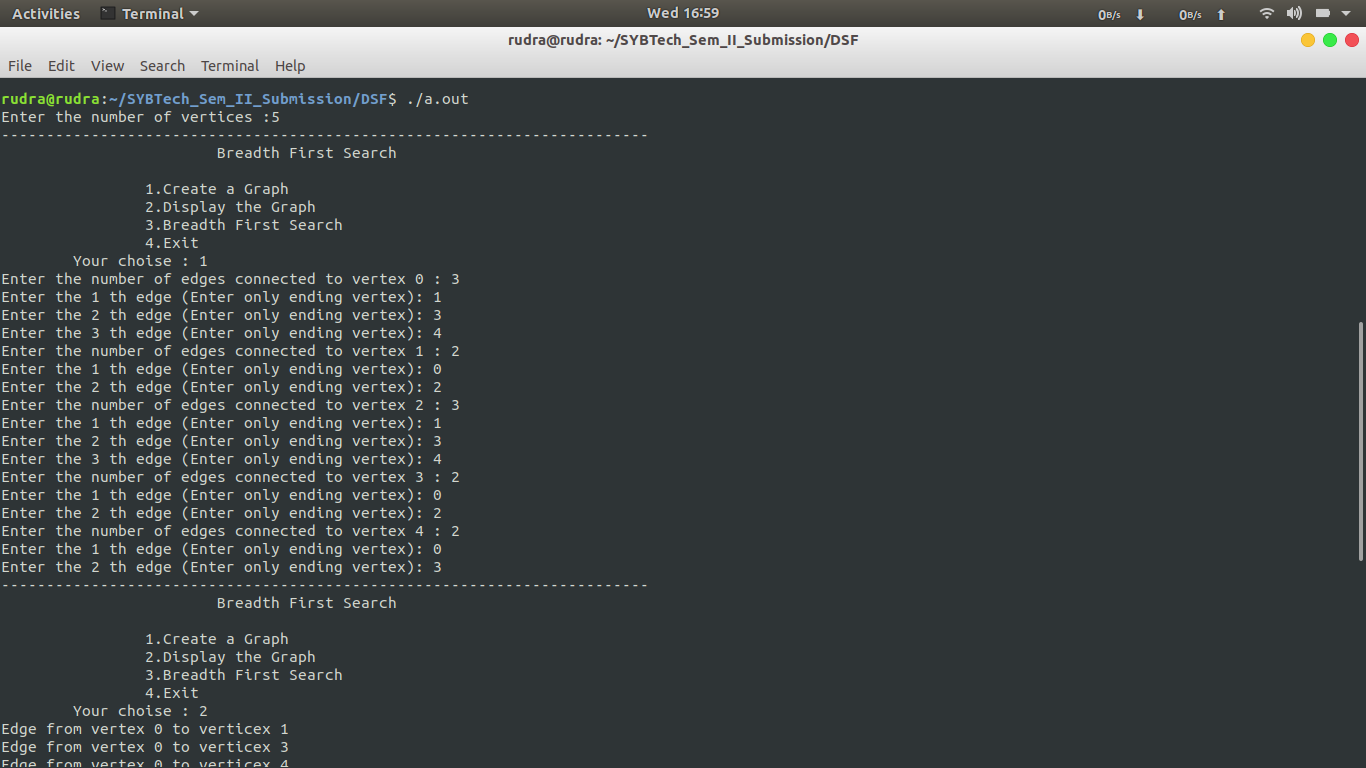 Activities Terminal Wed 16:59 0B/s ⬇ 0B/s ⬆
rudra@rudra: ~/SYBTech_Sem_II_Submission/DSF
File Edit View Search Terminal Help
rudra@rudra:~/SYBTech_Sem_II_Submission/DSF$ ./a.out
Enter the number of vertices :5
------------------------------------------------------------------------
Breadth First Search
1.Create a Graph
2.Display the Graph
3.Breadth First Search
4.Exit
Your choise : 1
Enter the number of edges connected to vertex 0 : 3
Enter the 1 th edge (Enter only ending vertex): 1
Enter the 2 th edge (Enter only ending vertex): 3
Enter the 3 th edge (Enter only ending vertex): 4
Enter the number of edges connected to vertex 1 : 2
Enter the 1 th edge (Enter only ending vertex): 0
Enter the 2 th edge (Enter only ending vertex): 2
Enter the number of edges connected to vertex 2 : 3
Enter the 1 th edge (Enter only ending vertex): 1
Enter the 2 th edge (Enter only ending vertex): 3
Enter the 3 th edge (Enter only ending vertex): 4
Enter the number of edges connected to vertex 3 : 2
Enter the 1 th edge (Enter only ending vertex): 0
Enter the 2 th edge (Enter only ending vertex): 2
Enter the number of edges connected to vertex 4 : 2
Enter the 1 th edge (Enter only ending vertex): 0
Enter the 2 th edge (Enter only ending vertex): 3
------------------------------------------------------------------------
Breadth First Search
1.Create a Graph
2.Display the Graph
3.Breadth First Search
4.Exit
Your choise : 2
Edge from vertex 0 to verticex 1
Edge from vertex 0 to verticex 3
Edge from vertex 0 to verticex 4